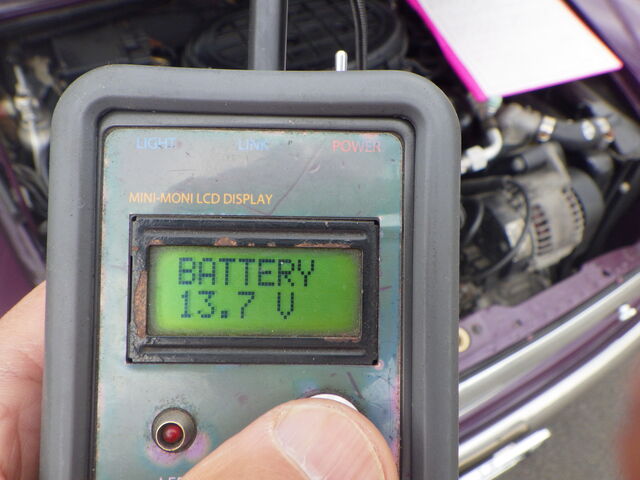 LIGHT LINK POWER
MINI-MONI LCD DISPLAY
BATTERY
13.7 V